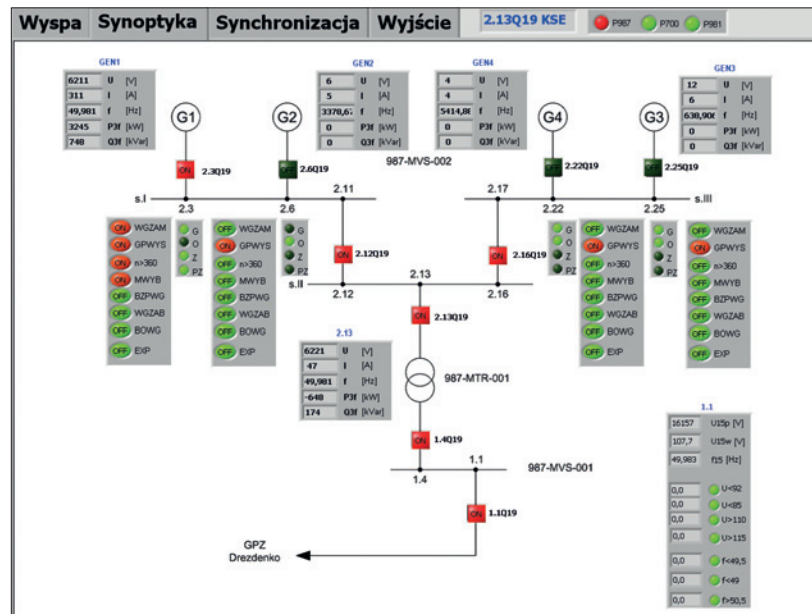 Wyspa Synoptyka Synchronizacja Wyjście 2.13Q19 KSE P987 P700 P981
GEN1
6211 U [V]
311 I [A]
49,981 f [Hz]
3245 P3f [kW]
748 Q3f [kVar]
G1
2.3Q19
ON
GEN2
6 U [V]
5 I [A]
3378,67 f [Hz]
0 P3f [kW]
0 Q3f [kVar]
G2
2.6Q19
OFF
GEN4
4 U [V]
4 I [A]
5414,88 f [Hz]
0 P3f [kW]
0 Q3f [kVar]
G4
2.22Q19
OFF
GEN3
12 U [V]
6 I [A]
638,906 f [Hz]
0 P3f [kW]
0 Q3f [kVar]
G3
2.25Q19
OFF
987-MVS-002
s.I 2.3 2.6 2.11
2.17 2.22 2.25 s.III
ON WGZAM
ON GPWYS
ON n>360
ON MWYB
OFF BZPWG
OFF WGZAB
OFF BOWG
OFF EXP
G
O
Z
PZ
OFF WGZAM
ON GPWYS
OFF n>360
OFF MWYB
OFF BZPWG
OFF WGZAB
OFF BOWG
OFF EXP
G
O
Z
PZ
ON 2.12Q19
ON 2.16Q19
s.II 2.12 2.13 2.16
G
O
Z
PZ
OFF WGZAM
ON GPWYS
OFF n>360
OFF MWYB
OFF BZPWG
OFF WGZAB
OFF BOWG
OFF EXP
G
O
Z
PZ
OFF WGZAM
ON GPWYS
OFF n>360
OFF MWYB
OFF BZPWG
OFF WGZAB
OFF BOWG
OFF EXP
ON 2.13Q19
2.13
6221 U [V]
47 I [A]
49,981 f [Hz]
-648 P3f [kW]
174 Q3f [kVar]
987-MTR-001
ON 1.4Q19
1.4 1.1 987-MVS-001
ON 1.1Q19
GPZ
Drezdenko
1.1
16157 U15p [V]
107,7 U15w [V]
49,983 f15 [Hz]
0,0 U<92
0,0 U<85
0,0 U>110
0,0 U>115
0,0 f<49,5
0,0 f<49
0,0 f>50,5